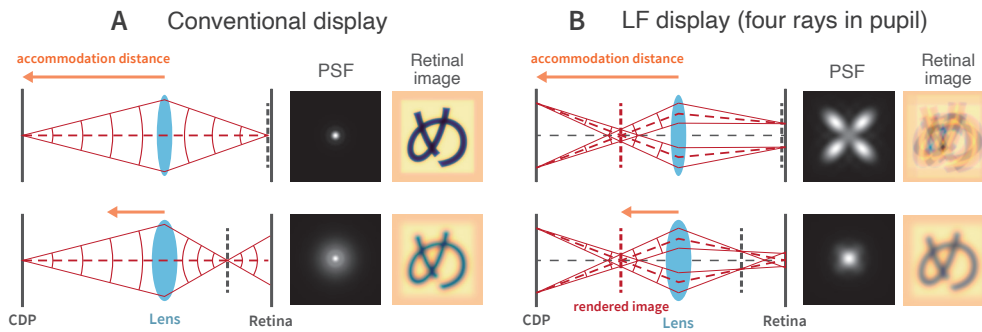 A Conventional display
accommodation distance
PSF
Retinal
image
め
め
CDP
Lens
Retina
B LF display (four rays in pupil)
accommodation distance
PSF
Retinal
image
め
rendered image
CDP
Lens
Retina